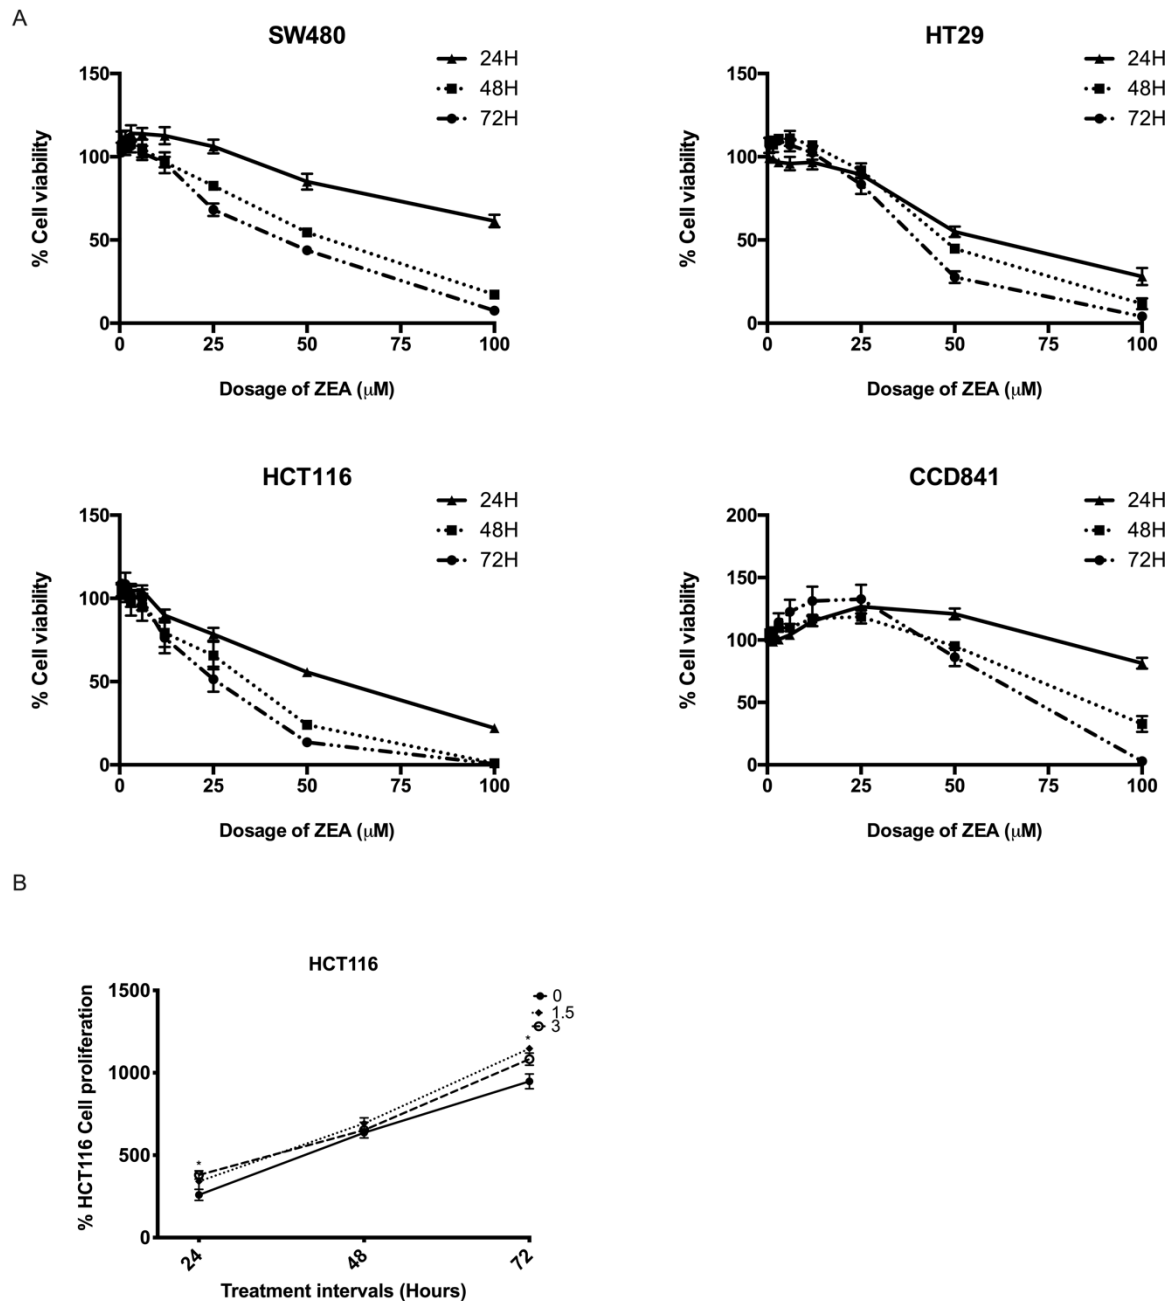 A
SW480
24H
48H
72H
150
100
50
0
% Cell viability
0 25 50 75 100
Dosage of ZEA (μM)
HT29
24H
48H
72H
150
100
50
0
% Cell viability
0 25 50 75 100
Dosage of ZEA (μM)
HCT116
24H
48H
72H
150
100
50
0
% Cell viability
0 25 50 75 100
Dosage of ZEA (μM)
CCD841
24H
48H
72H
200
150
100
50
0
% Cell viability
0 25 50 75 100
Dosage of ZEA (μM)
B
HCT116
0
1.5
3
1500
1000
500
0
% HCT116 Cell proliferation
*
*
24 48 72
Treatment intervals (Hours)